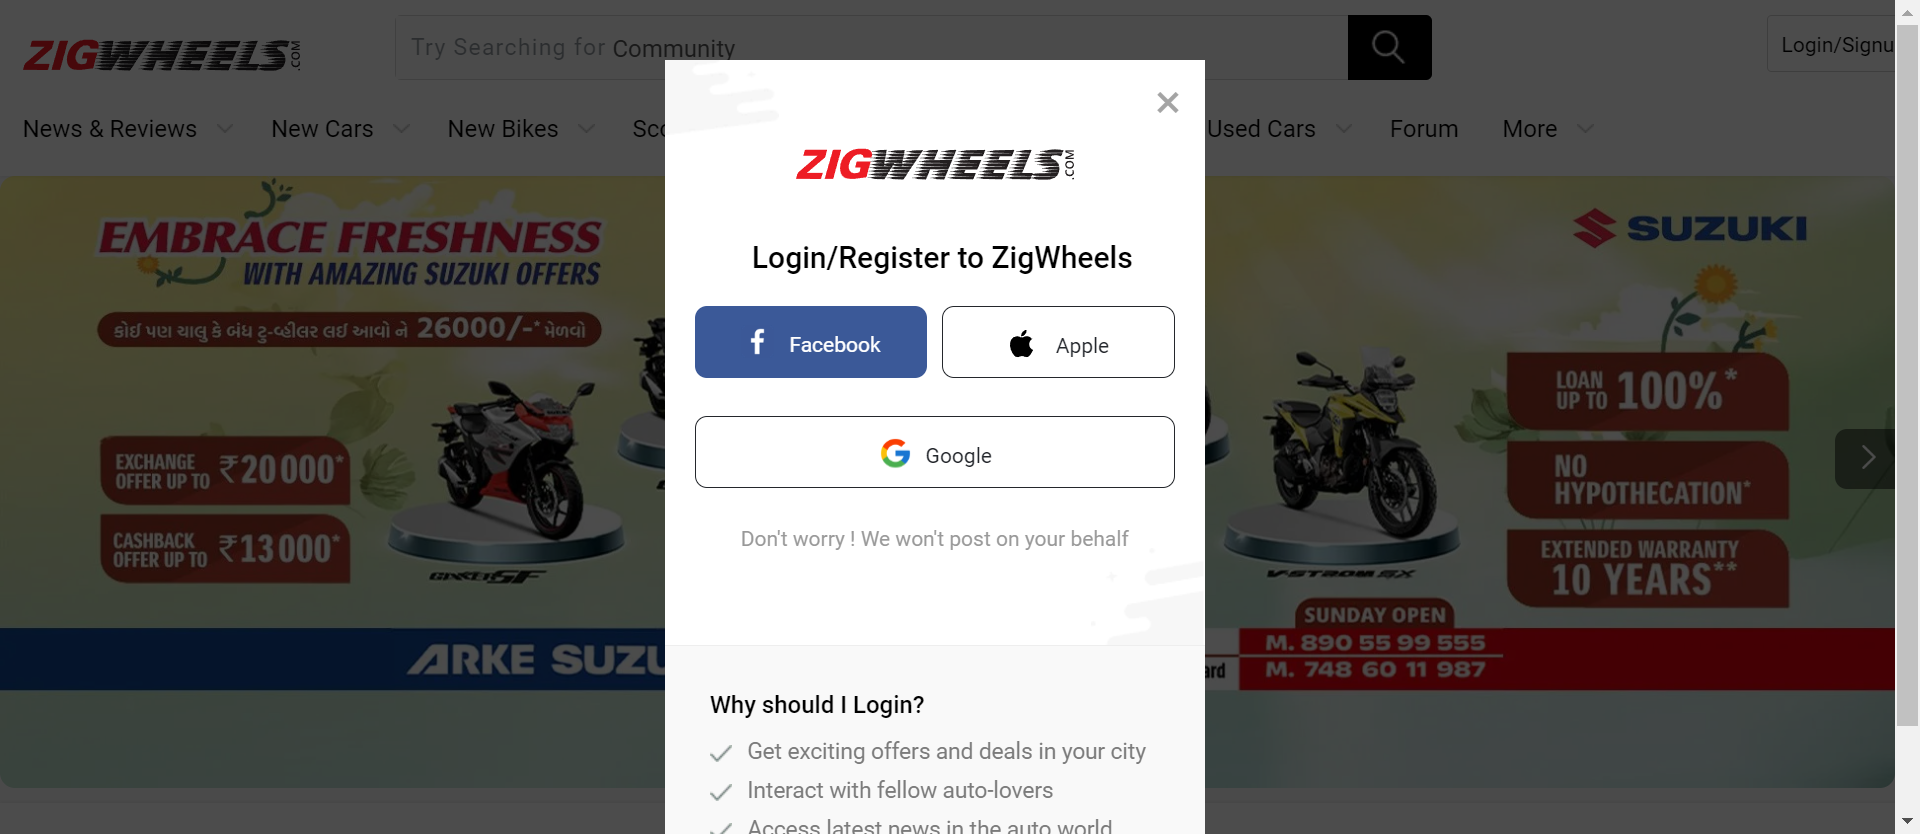 ZIGWHEELS.COM
Try Searching for Community
Login/Signu
News & Reviews
New Cars
New Bikes
Sco
Used Cars
Forum
More
×
ZIGWHEELS.COM
Login/Register to ZigWheels
Facebook
Apple
Google
Don't worry ! We won't post on your behalf
Why should I Login?
Get exciting offers and deals in your city
Interact with fellow auto-lovers
Access latest news in the auto world
EMBRACE FRESHNESS
WITH AMAZING SUZUKI OFFERS
કોઈ પણ ચાલુ કે બંધ ટુ-વ્હીલર લઈ આવો ને 26000/-* મેળવો
EXCHANGE
OFFER UP TO ₹20000*
CASHBACK
OFFER UP TO ₹13000*
GIXXER SF
ARKE SUZU
SUZUKI
LOAN
UP TO 100%*
NO
HYPOTHECATION*
EXTENDED WARRANTY
10 YEARS**
V-STROM SX
SUNDAY OPEN
M. 890 55 99 555
ard
M. 748 60 11 987